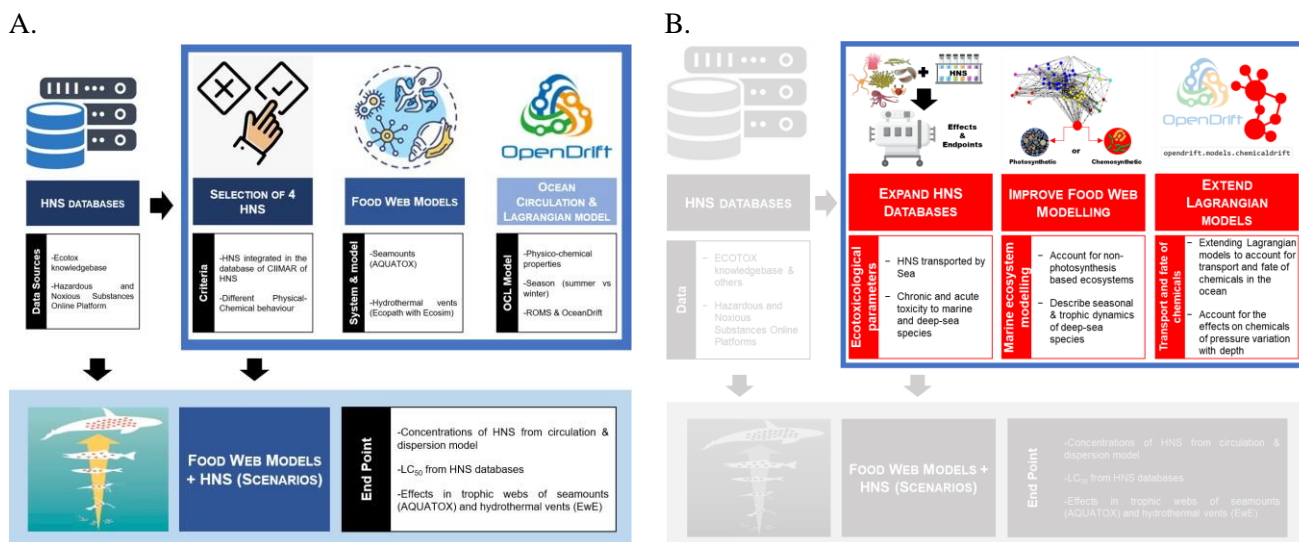 A.
OpenDrift
HNS DATABASES
SELECTION OF 4
HNS
FOOD WEB MODELS
OCEAN
CIRCULATION &
LAGRANGIAN MODEL
Data Sources
-Ecotox
knowledgebase
-Hazardous and
Noxious Substances
Online Platform
Criteria
-HNS integrated in the
database of CIIMAR of
HNS
-Different Physical-
Chemical behaviour
System & model
-Seamounts
(AQUATOX)
-Hydrothermal vents
(Ecopath with Ecosim)
OCL Model
-Physico-chemical
properties
-Season (summer vs
winter)
-ROMS & OceanDrift
FOOD WEB MODELS
+ HNS (SCENARIOS)
End Point
-Concentrations of HNS from circulation &
dispersion model
-LC50 from HNS databases
-Effects in trophic webs of seamounts
(AQUATOX) and hydrothermal vents (EwE)
B.
HNS
Effects &
Endpoints
Photosynthetic
or
Chemosynthetic
OpenDrift
opendrift.models.chemicaldrift
HNS DATABASES
EXPAND HNS
DATABASES
IMPROVE FOOD WEB
MODELLING
EXTEND
LAGRANGIAN
MODELS
Data
- ECOTOX
knowledgebase &
others
- Hazardous and
Noxious
Substances Online
Platforms
Ecotoxicological
parameters
− HNS transported by
Sea
− Chronic and acute
toxicity to marine
and deep-sea
species
Marine ecosystem
modelling
− Account for non-
photosynthesis
based ecosystems
− Describe seasonal
& trophic dynamics
of deep-sea
species
Transport and fate of
chemicals
− Extending Lagrangian
models to account for
transport and fate of
chemicals in the
ocean
− Account for the
effects on chemicals
of pressure variation
with depth
FOOD WEB MODELS +
HNS (SCENARIOS)
End Point
-Concentrations of HNS from circulation &
dispersion model
-LC50 from HNS databases
-Effects in trophic webs of seamounts
(AQUATOX) and hydrothermal vents (EwE)